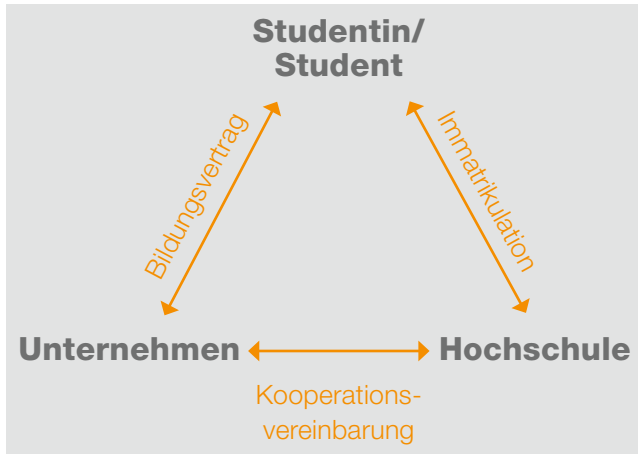 Studentin/
Student
Bildungsvertrag
Immatrikulation
Unternehmen
Hochschule
Kooperations-
vereinbarung